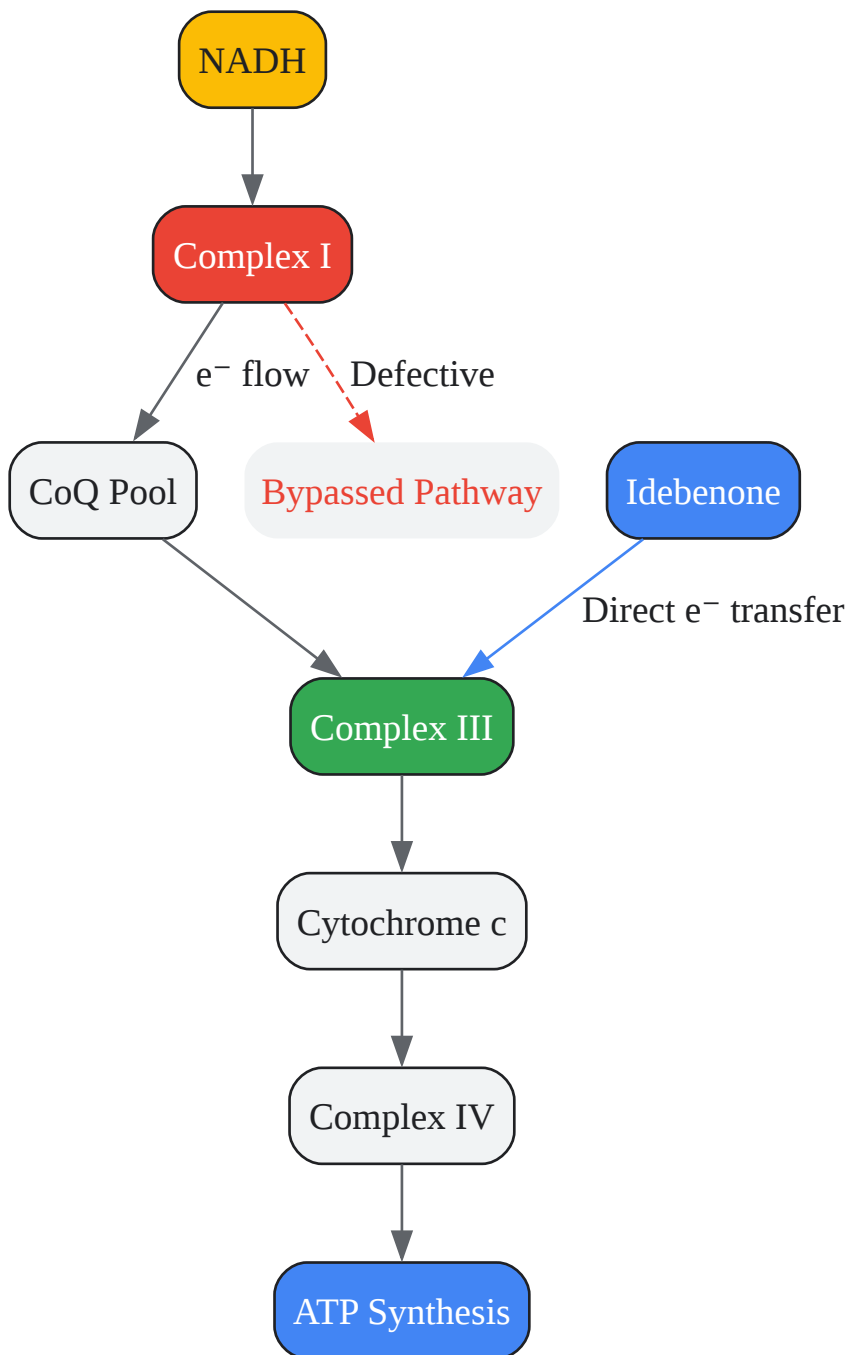 NADH
Complex I
e⁻ flow
Defective
CoQ Pool
Bypassed Pathway
Idebenone
Direct e⁻ transfer
Complex III
Cytochrome c
Complex IV
ATP Synthesis